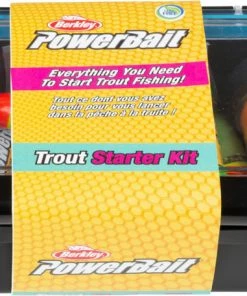 Berkley
PowerBait
Everything You Need
To Start Trout Fishing!
Tout ce dont vous avez
besoin pour vous lancer
dans la pêche à la truite !
Trout Starter Kit
Berkley
PowerBait